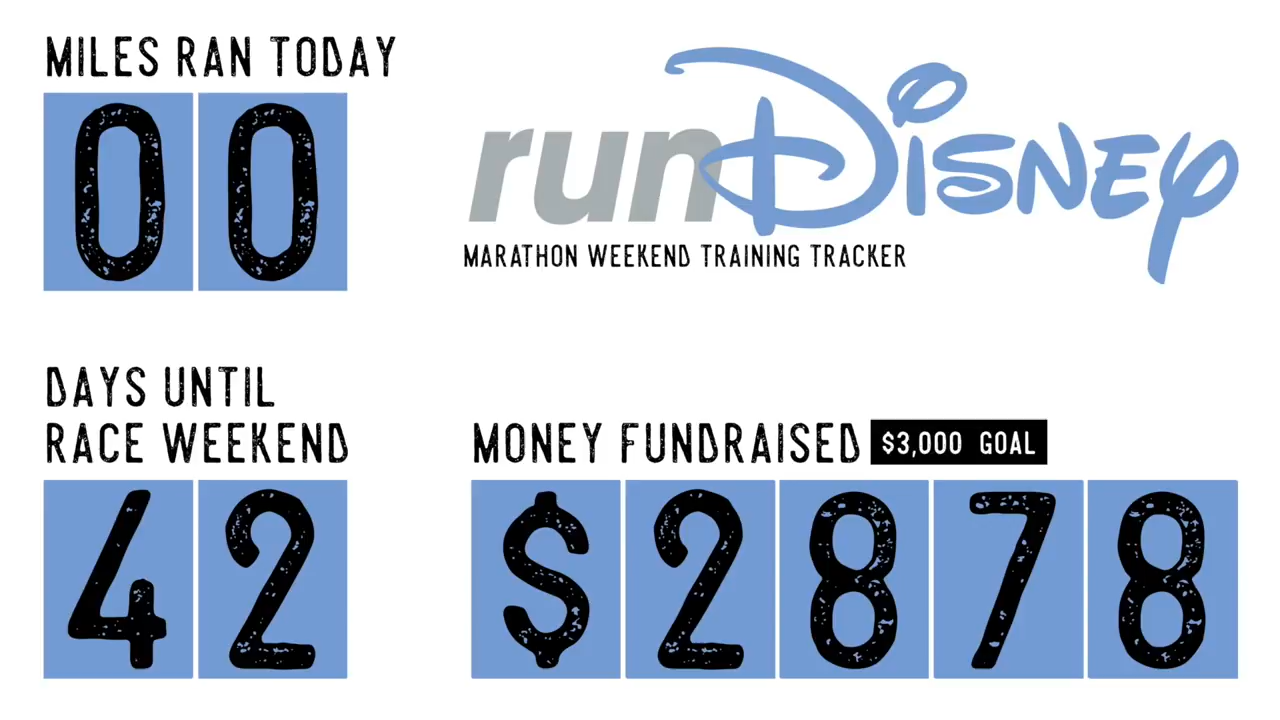 MILES RAN TODAY
00
runDisney
MARATHON WEEKEND TRAINING TRACKER
DAYS UNTIL
RACE WEEKEND
42
MONEY FUNDRAISED $3,000 GOAL
$2878